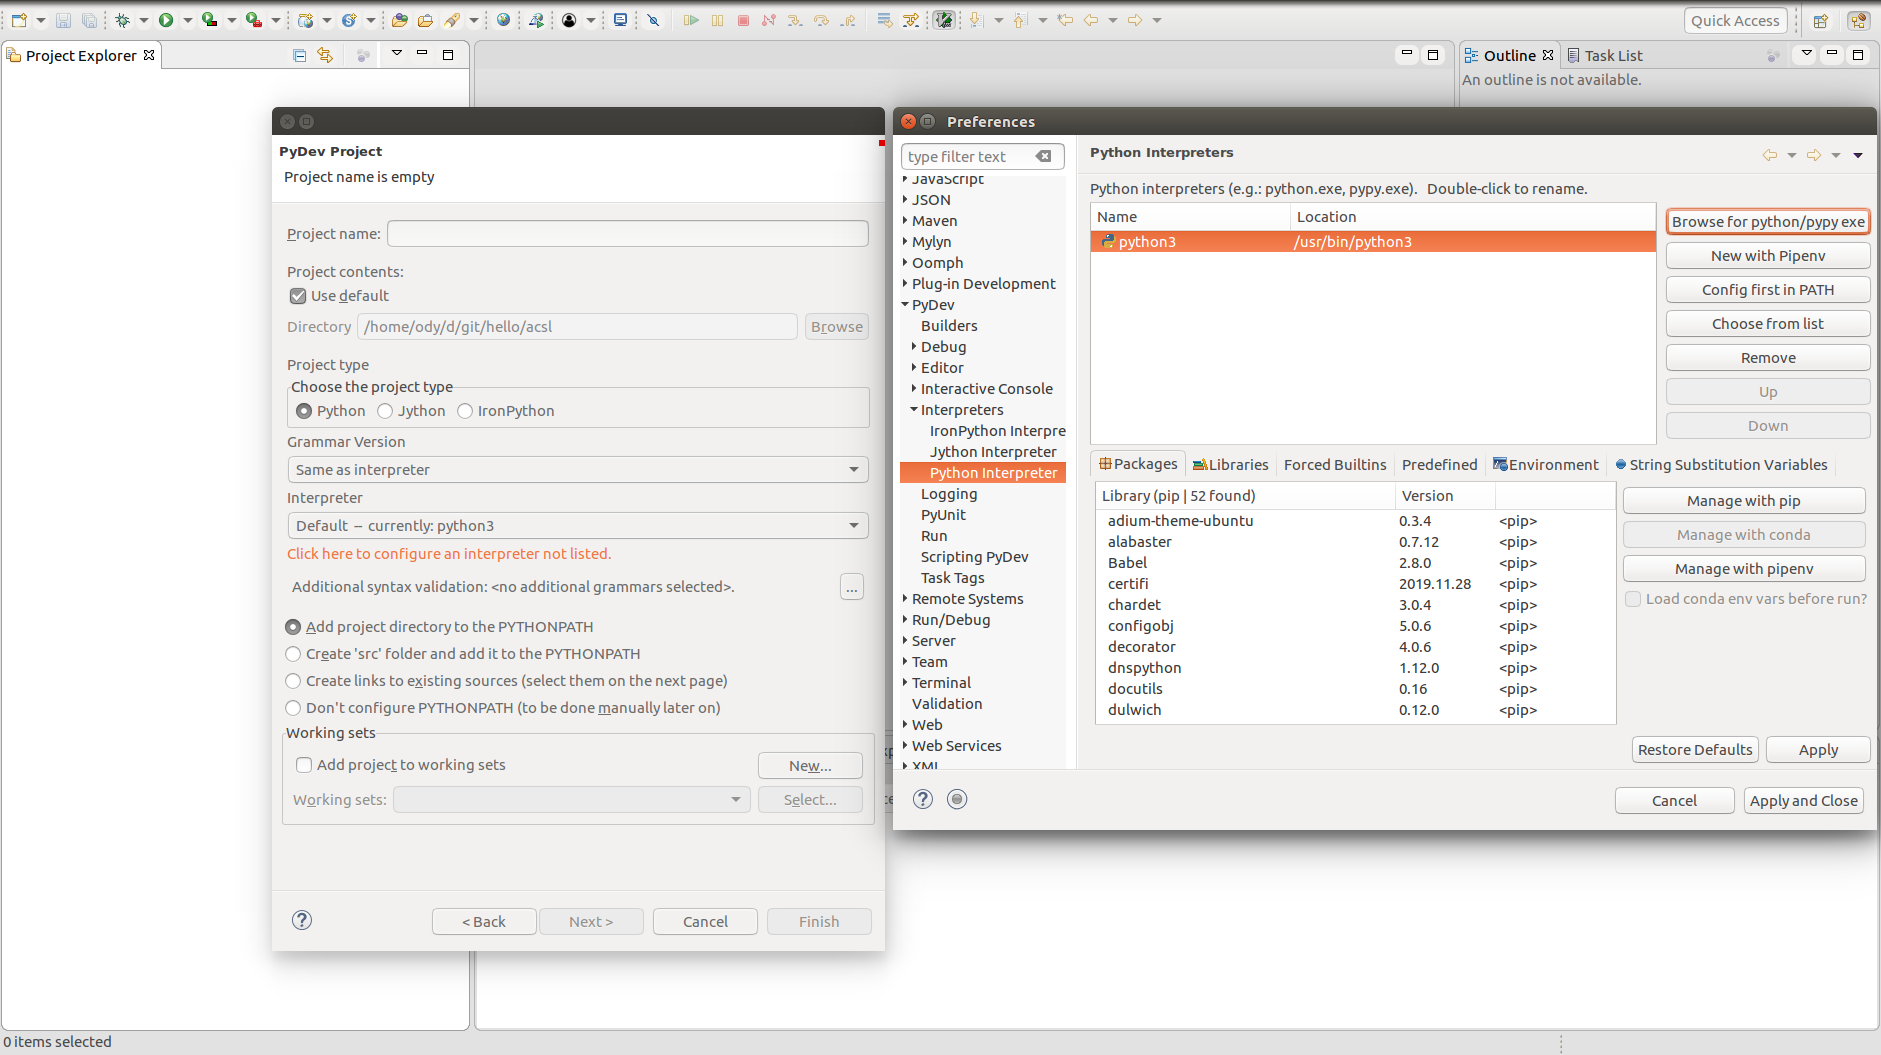 Quick Access
Project Explorer
Outline
Task List
An outline is not available.
PyDev Project
Project name is empty
Project name:
Project contents:
Use default
Directory
/home/ody/d/git/hello/acsl
Browse
Project type
Choose the project type
Python
Jython
IronPython
Grammar Version
Same as interpreter
Interpreter
Default – currently: python3
Click here to configure an interpreter not listed.
Additional syntax validation: <no additional grammars selected>.
...
Add project directory to the PYTHONPATH
Create 'src' folder and add it to the PYTHONPATH
Create links to existing sources (select them on the next page)
Don't configure PYTHONPATH (to be done manually later on)
Working sets
Add project to working sets
New...
Working sets:
Select...
< Back
Next >
Cancel
Finish
Preferences
type filter text
JavaScript
JSON
Maven
Mylyn
Oomph
Plug-in Development
PyDev
Builders
Debug
Editor
Interactive Console
Interpreters
IronPython Interpre
Jython Interpreter
Python Interpreter
Logging
PyUnit
Run
Scripting PyDev
Task Tags
Remote Systems
Run/Debug
Server
Team
Terminal
Validation
Web
Web Services
XML
Python Interpreters
Python interpreters (e.g.: python.exe, pypy.exe).  Double-click to rename.
Name Location
python3 /usr/bin/python3
Browse for python/pypy exe
New with Pipenv
Config first in PATH
Choose from list
Remove
Up
Down
Packages
Libraries
Forced Builtins
Predefined
Environment
String Substitution Variables
Library (pip | 52 found) Version
adium-theme-ubuntu 0.3.4 <pip>
alabaster 0.7.12 <pip>
Babel 2.8.0 <pip>
certifi 2019.11.28 <pip>
chardet 3.0.4 <pip>
configobj 5.0.6 <pip>
decorator 4.0.6 <pip>
dnspython 1.12.0 <pip>
docutils 0.16 <pip>
dulwich 0.12.0 <pip>
Manage with pip
Manage with conda
Manage with pipenv
Load conda env vars before run?
Restore Defaults
Apply
Cancel
Apply and Close
0 items selected